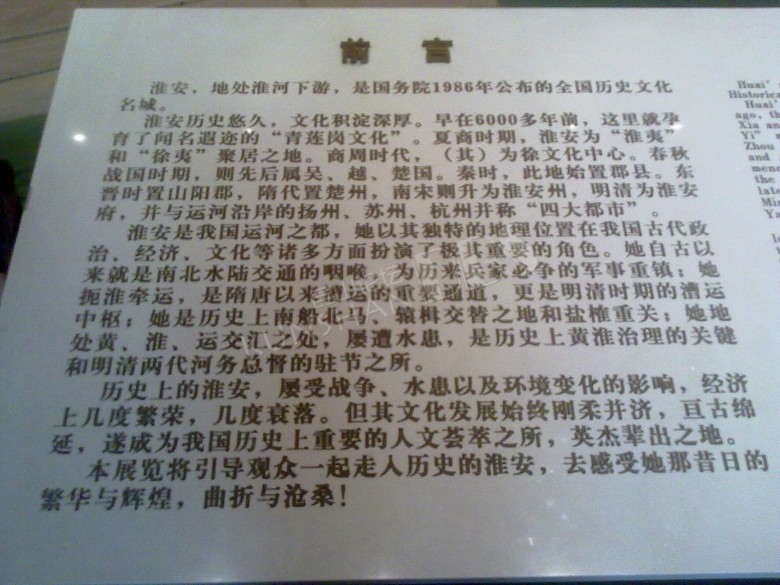 前言
淮安，地处淮河下游，是国务院1986年公布的全国历史文化
名城。
淮安历史悠久，文化积淀深厚。早在6000多年前，这里就孕
育了闻名遐迩的“青莲岗文化”。夏商时期，淮安为“淮夷”
和“徐夷”聚居之地。商周时代，（其）为徐文化中心。春秋
战国时期，则先后属吴、越、楚国。秦时，此地始置郡县。东
晋时置山阳郡，隋代置楚州，南宋则升为淮安州，明清为淮安
府，并与运河沿岸的扬州、苏州、杭州并称“四大都市”。
淮安是我国运河之都，她以其独特的地理位置在我国古代政
治、经济、文化等诸多方面扮演了极其重要的角色。她自古以
来就是南北水陆交通的咽喉，为历来兵家必争的军事重镇；她
扼淮牵运，是隋唐以来漕运的重要通道，更是明清时期的漕运
中枢；她是历史上南船北马、辕楫交替之地和盐榷重关；她地
处黄、淮、运交汇之处，屡遭水患，是历史上黄淮治理的关键
和明清两代河务总督的驻节之所。
历史上的淮安，屡受战争、水患以及环境变化的影响，经济
上几度繁荣，几度衰落。但其文化发展始终刚柔并济，亘古绵
延，遂成为我国历史上重要的人文荟萃之所，英杰辈出之地。
本展览将引导观众一起走入历史的淮安，去感受她那昔日的
繁华与辉煌，曲折与沧桑！
Huai'
Historica
Huai
ago, th
Xia an
Yi”
Zhou
and
menc
the
late
Min